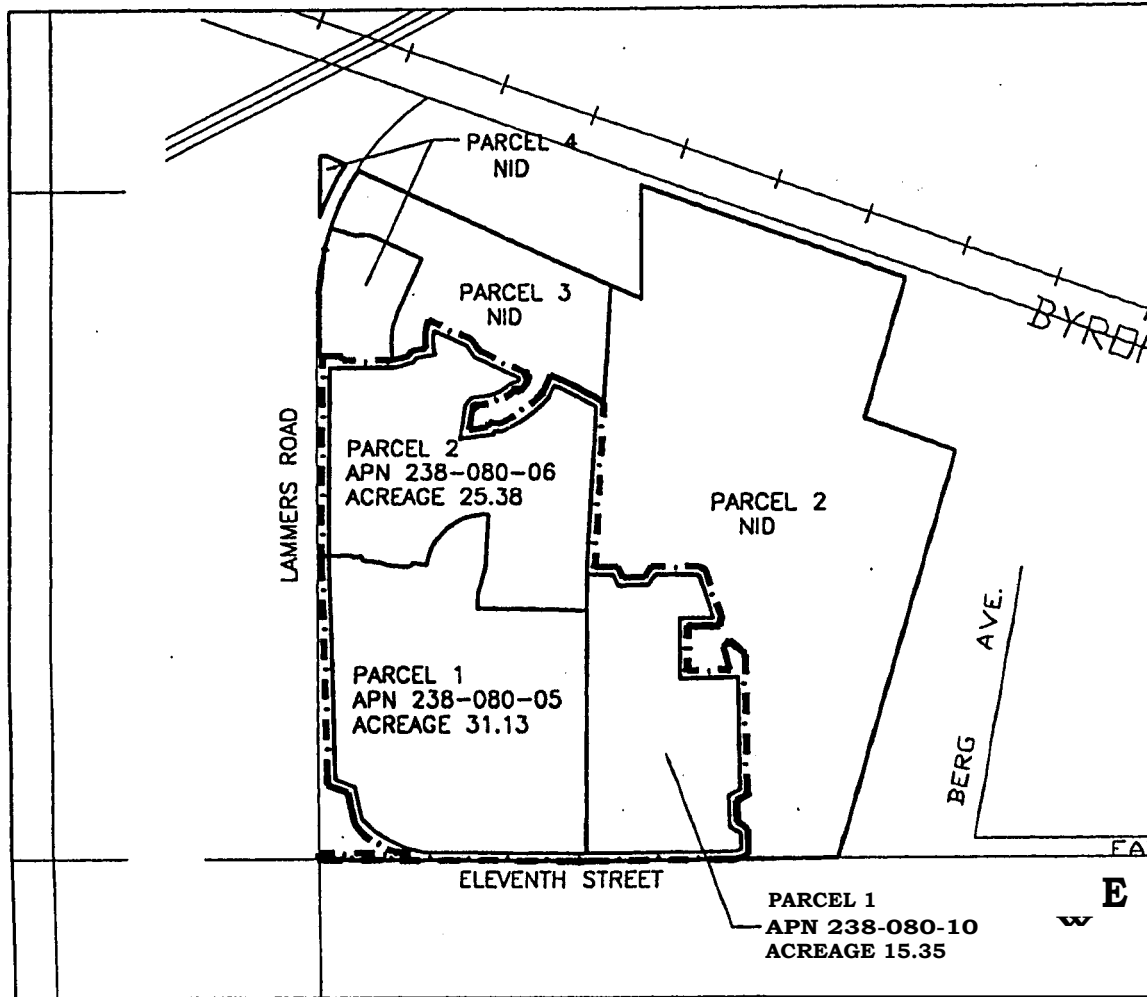 PARCEL 4
NID
PARCEL 3
NID
LAMMERS ROAD
PARCEL 2
APN 238-080-06
ACREAGE 25.38
PARCEL 2
NID
PARCEL 1
APN 238-080-05
ACREAGE 31.13
BERG AVE.
ELEVENTH STREET
PARCEL 1
APN 238-080-10
ACREAGE 15.35
E
W